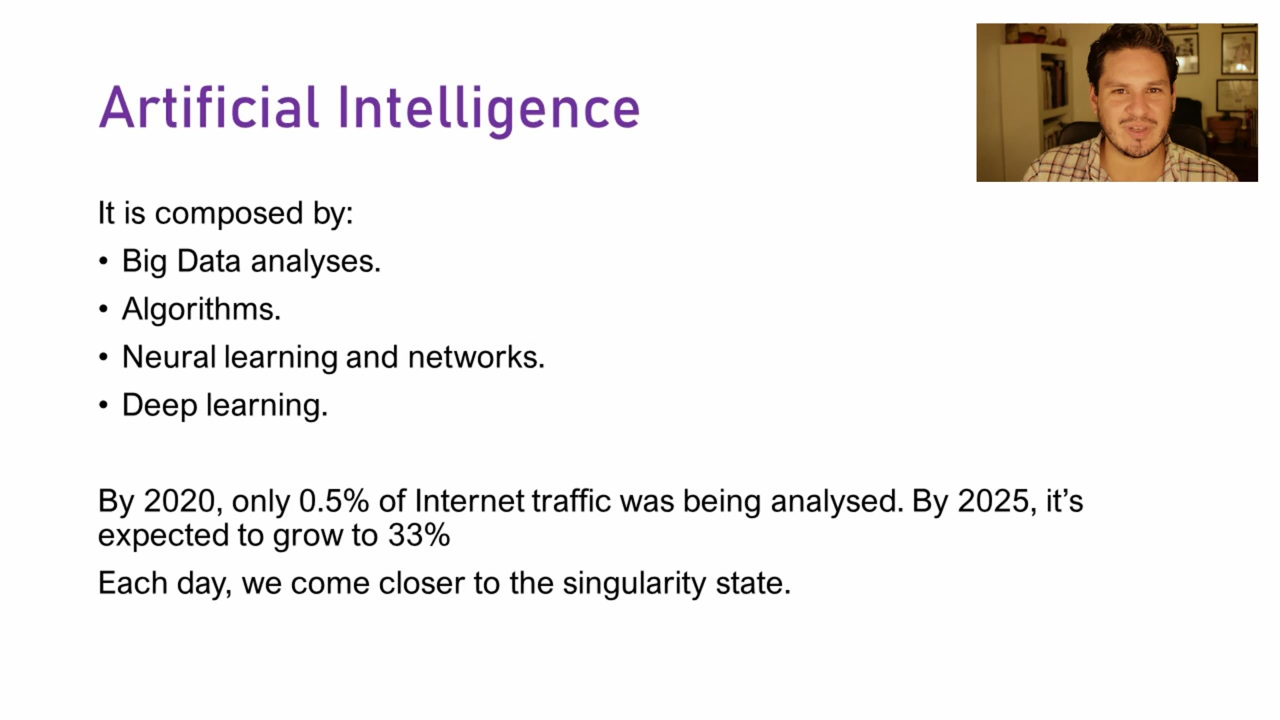 Artificial Intelligence
It is composed by:
• Big Data analyses.
• Algorithms.
• Neural learning and networks.
• Deep learning.
By 2020, only 0.5% of Internet traffic was being analysed. By 2025, it’s
expected to grow to 33%
Each day, we come closer to the singularity state.